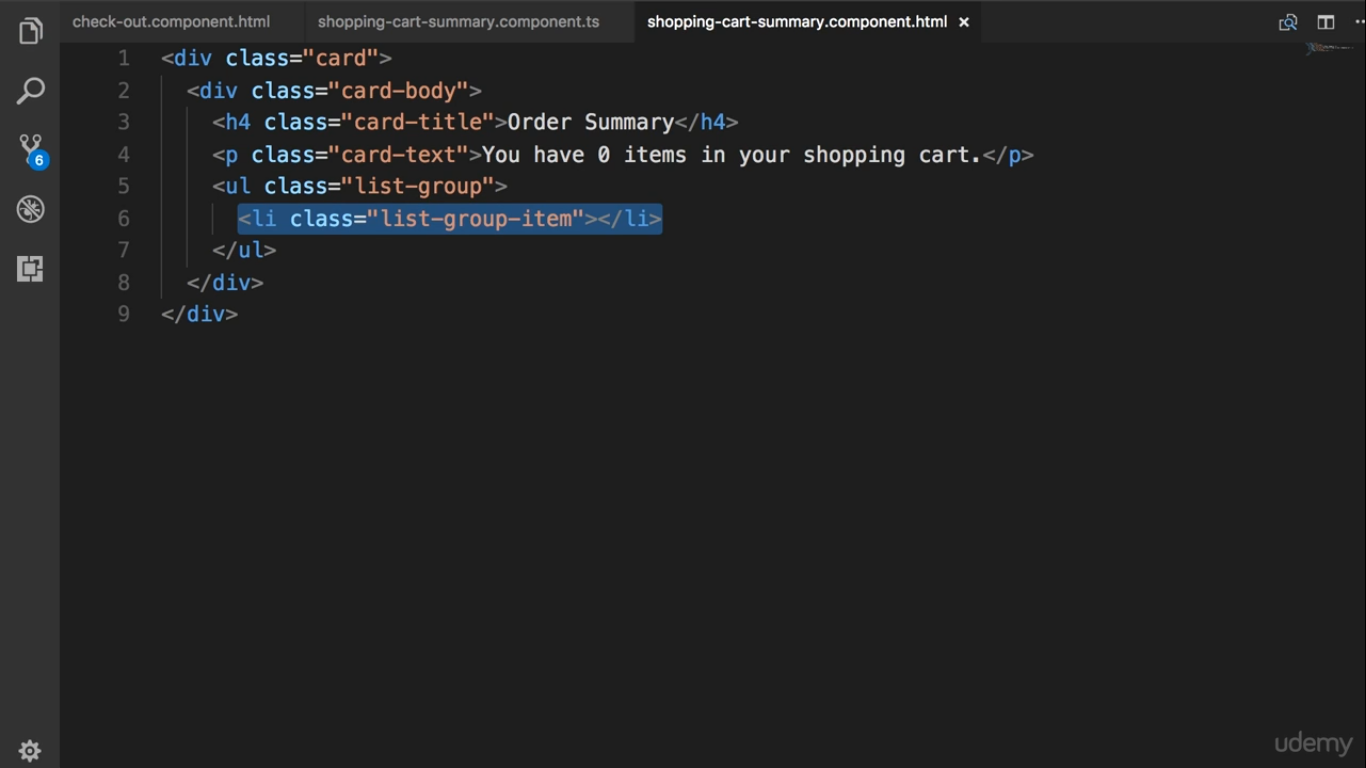 check-out.component.html shopping-cart-summary.component.ts shopping-cart-summary.component.html ×
1 <div class="card">
2 <div class="card-body">
3 <h4 class="card-title">Order Summary</h4>
4 <p class="card-text">You have 0 items in your shopping cart.</p>
5 <ul class="list-group">
6 <li class="list-group-item"></li>
7 </ul>
8 </div>
9 </div>
6
udemy